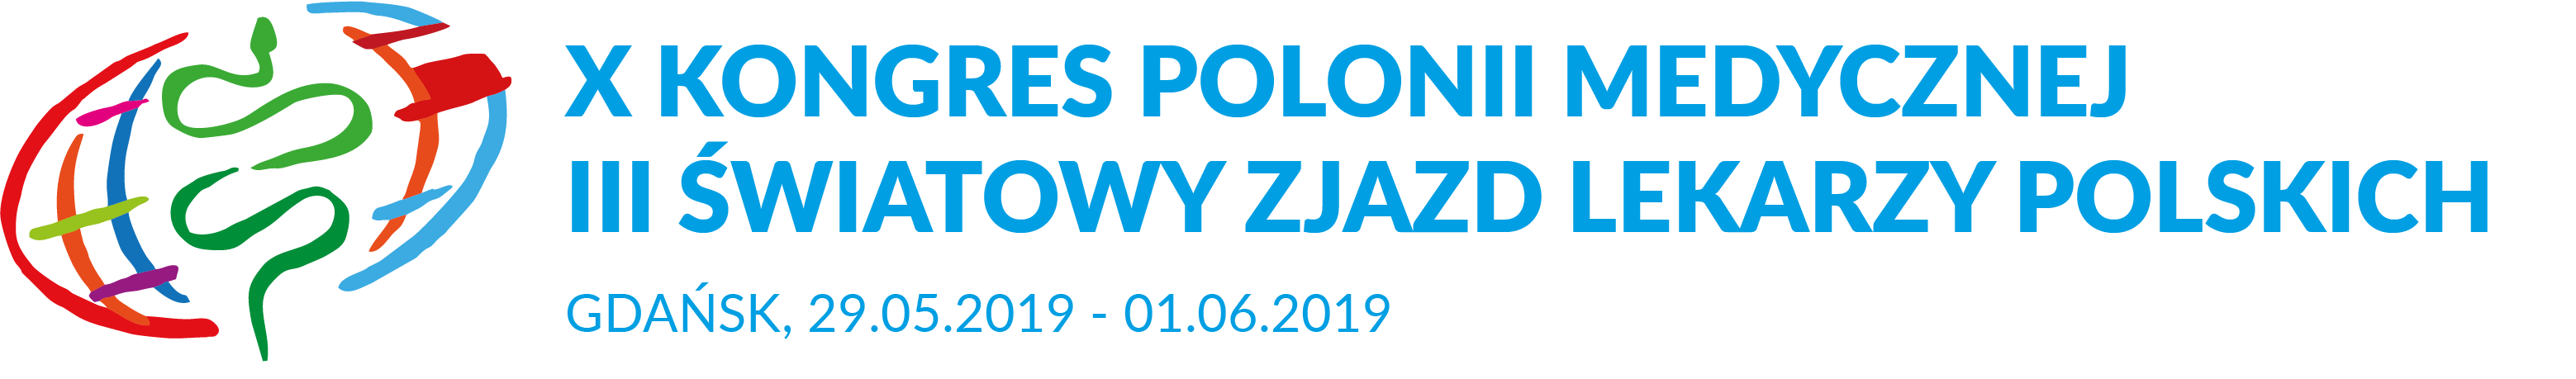 X KONGRES POLONII MEDYCZNEJ
III ŚWIATOWY ZJAZD LEKARZY POLSKICH
GDAŃSK, 29.05.2019 - 01.06.2019